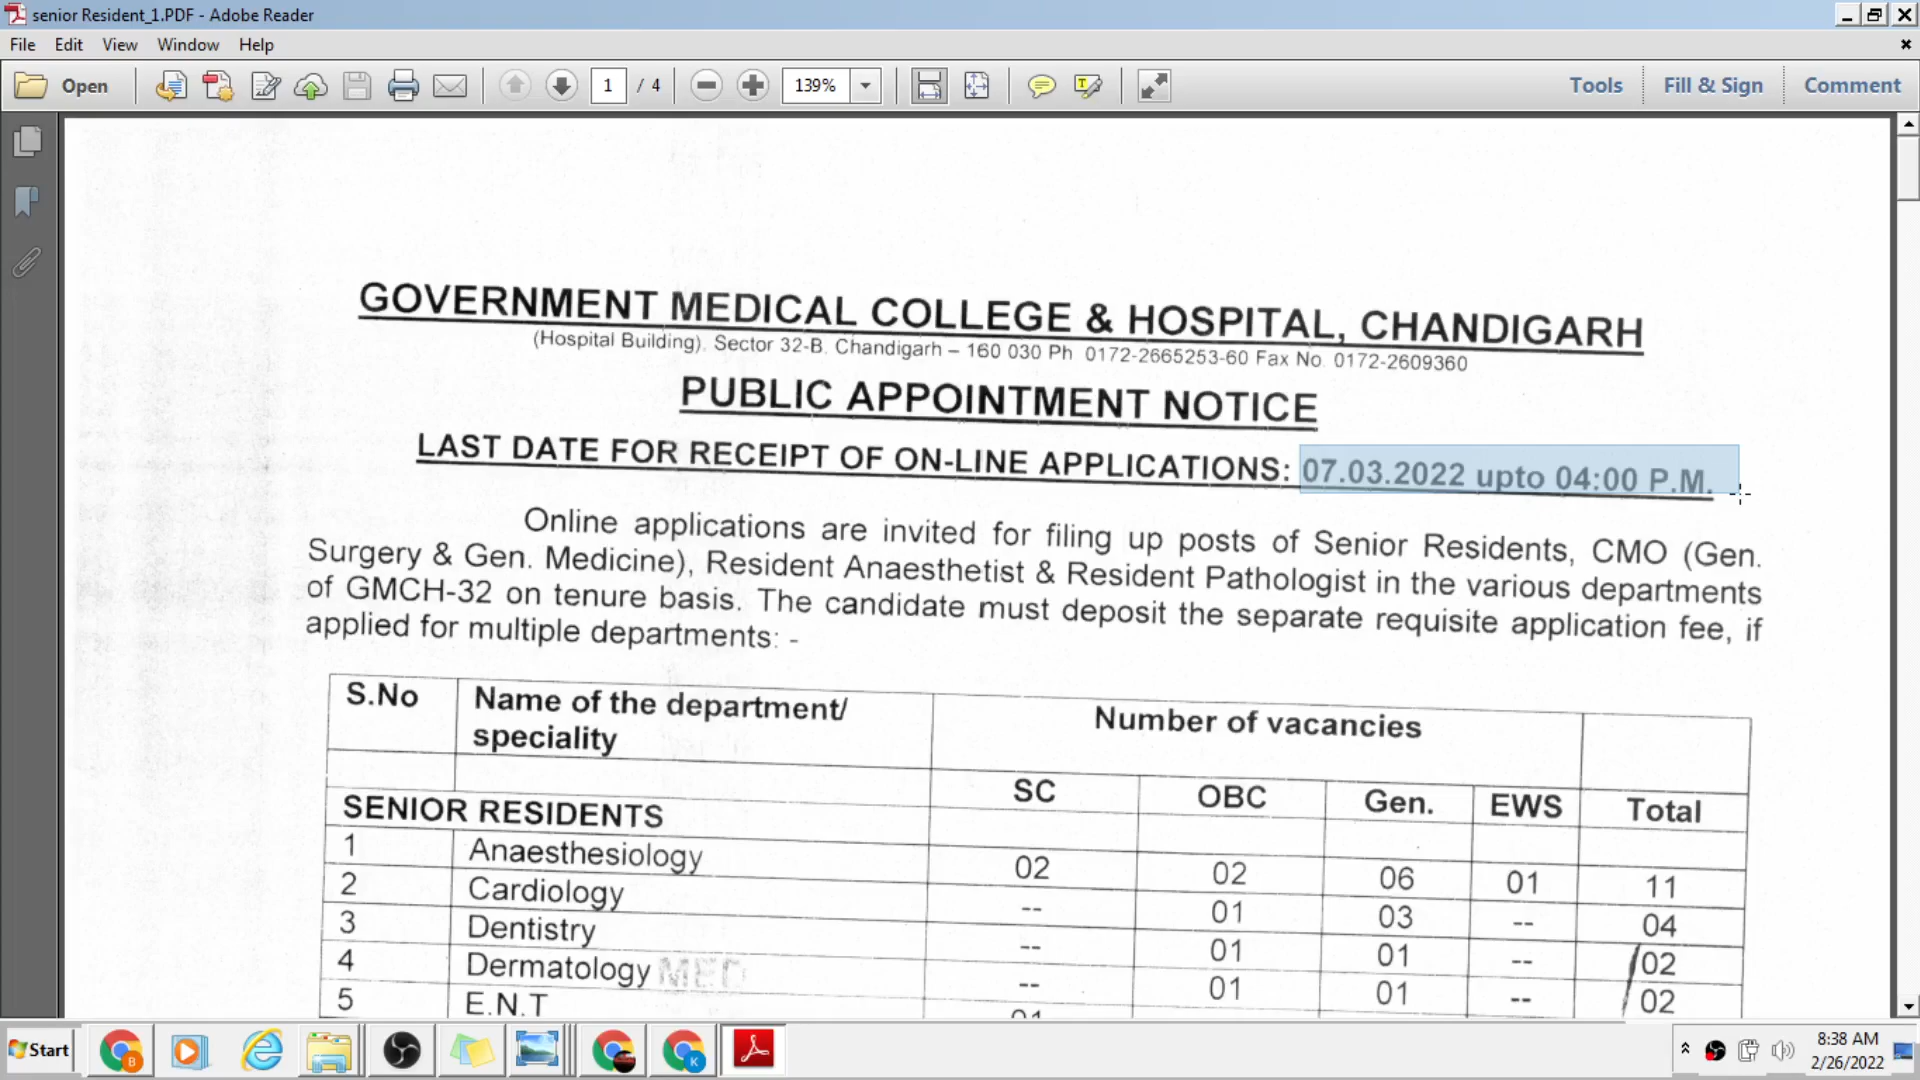 senior Resident_1.PDF - Adobe Reader
File Edit View Window Help
Open 1 / 4 139% Tools Fill & Sign Comment
GOVERNMENT MEDICAL COLLEGE & HOSPITAL, CHANDIGARH
(Hospital Building), Sector 32-B, Chandigarh – 160 030 Ph 0172-2665253-60 Fax No. 0172-2609360
PUBLIC APPOINTMENT NOTICE
LAST DATE FOR RECEIPT OF ON-LINE APPLICATIONS: 07.03.2022 upto 04:00 P.M.
Online applications are invited for filing up posts of Senior Residents, CMO (Gen.
Surgery & Gen. Medicine), Resident Anaesthetist & Resident Pathologist in the various departments
of GMCH-32 on tenure basis. The candidate must deposit the separate requisite application fee, if
applied for multiple departments: -
S.No Name of the department/ Number of vacancies
speciality
SC OBC Gen. EWS Total
SENIOR RESIDENTS
1 Anaesthesiology 02 02 06 01 11
2 Cardiology -- 01 03 -- 04
3 Dentistry -- 01 01 -- 02
4 Dermatology -- 01 01 -- 02
5 E.N.T
Start 8:38 AM
2/26/2022